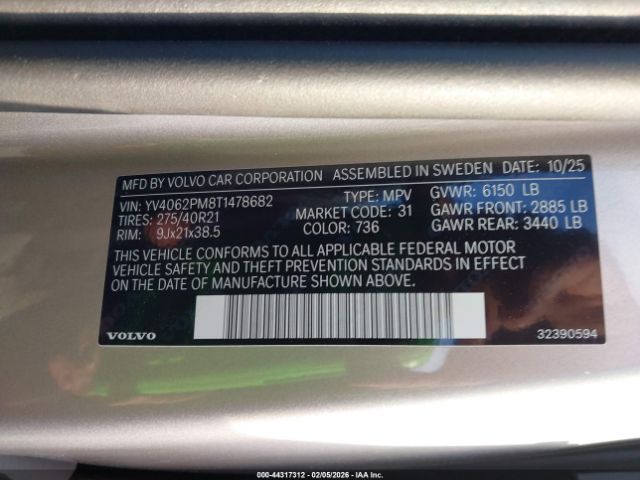 MFD BY VOLVO CAR CORPORATION ASSEMBLED IN SWEDEN DATE: 10/25
VIN: YV4062PM8T1478682 TYPE: MPV GVWR: 6150 LB
TIRES: 275/40R21 MARKET CODE: 31 GAWR FRONT: 2885 LB
RIM: 9Jx21x38.5 COLOR: 736 GAWR REAR: 3440 LB
THIS VEHICLE CONFORMS TO ALL APPLICABLE FEDERAL MOTOR
VEHICLE SAFETY AND THEFT PREVENTION STANDARDS IN EFFECT
ON THE DATE OF MANUFACTURE SHOWN ABOVE.
VOLVO 32390594
000-44317312 - 02/05/2026 - IAA Inc.